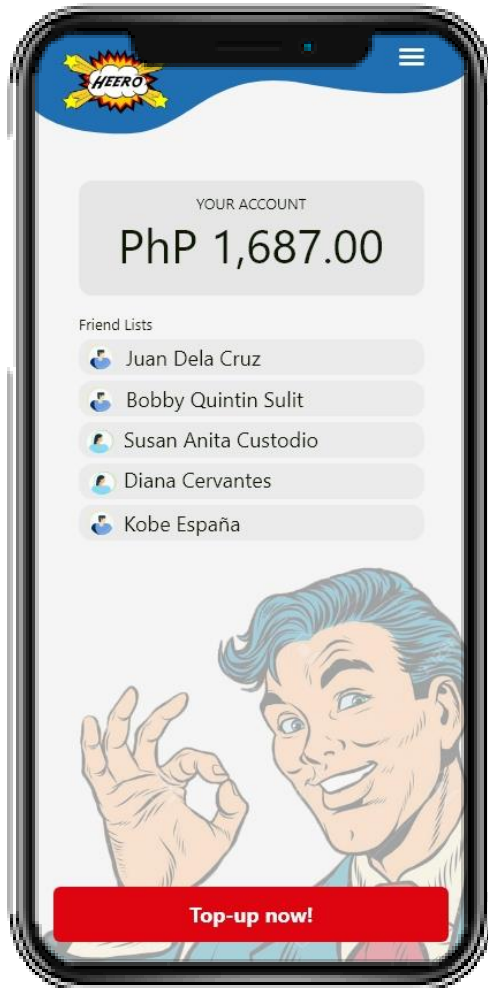 HEERO
YOUR ACCOUNT
PhP 1,687.00
Friend Lists
Juan Dela Cruz
Bobby Quintin Sulit
Susan Anita Custodio
Diana Cervantes
Kobe España
Top-up now!